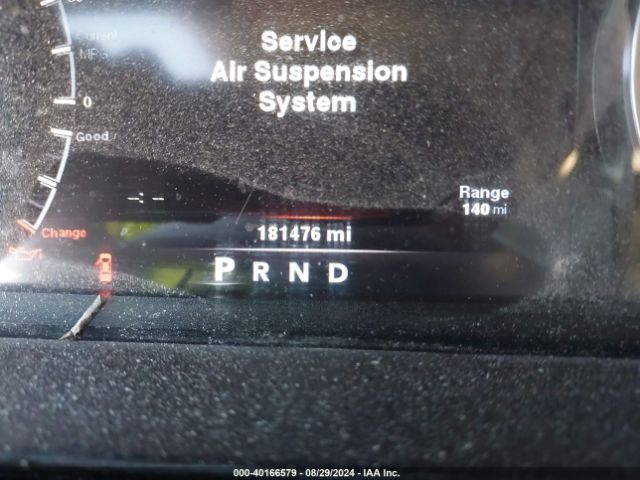 Service
Air Suspension
System
Current
0
Good
Range
--:--
140 mi
Change
181476 mi
P R N D
000-40166579 - 08/29/2024 - IAA Inc.